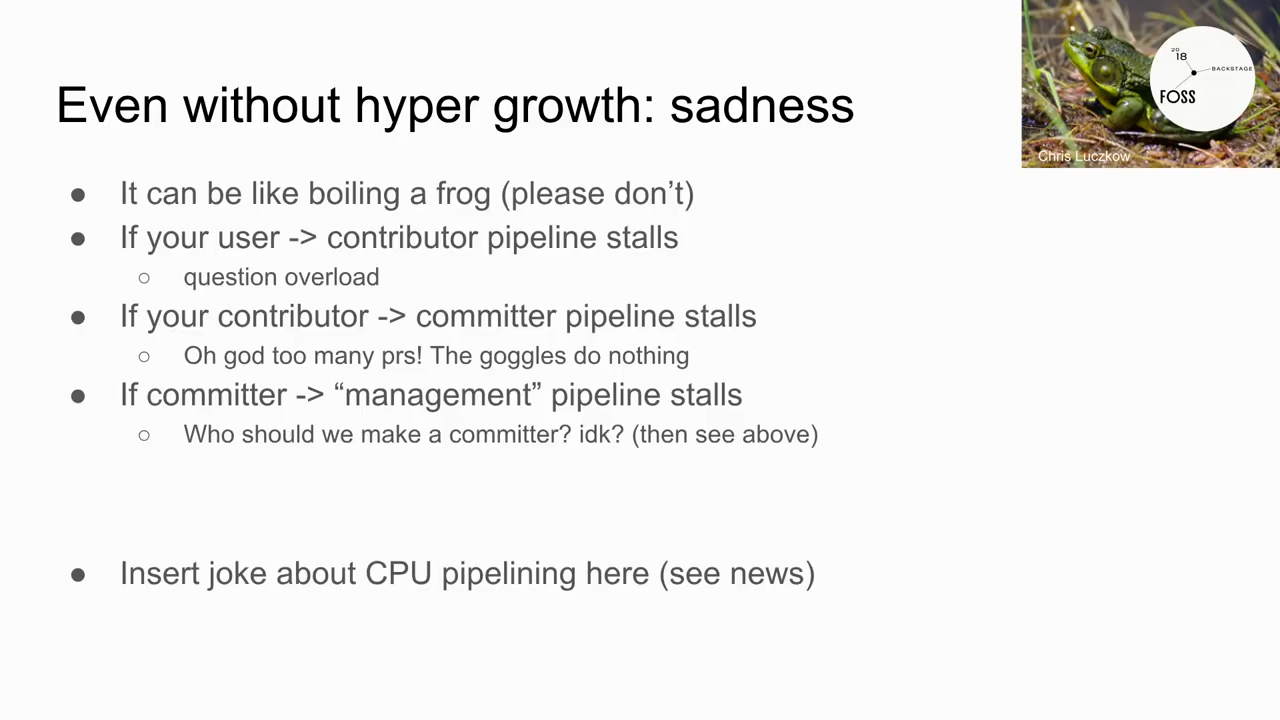 Even without hyper growth: sadness
20
18
BACKSTAGE
FOSS
Chris Luczkow
● It can be like boiling a frog (please don’t)
● If your user -> contributor pipeline stalls
○ question overload
● If your contributor -> committer pipeline stalls
○ Oh god too many prs! The goggles do nothing
● If committer -> “management” pipeline stalls
○ Who should we make a committer? idk? (then see above)
● Insert joke about CPU pipelining here (see news)